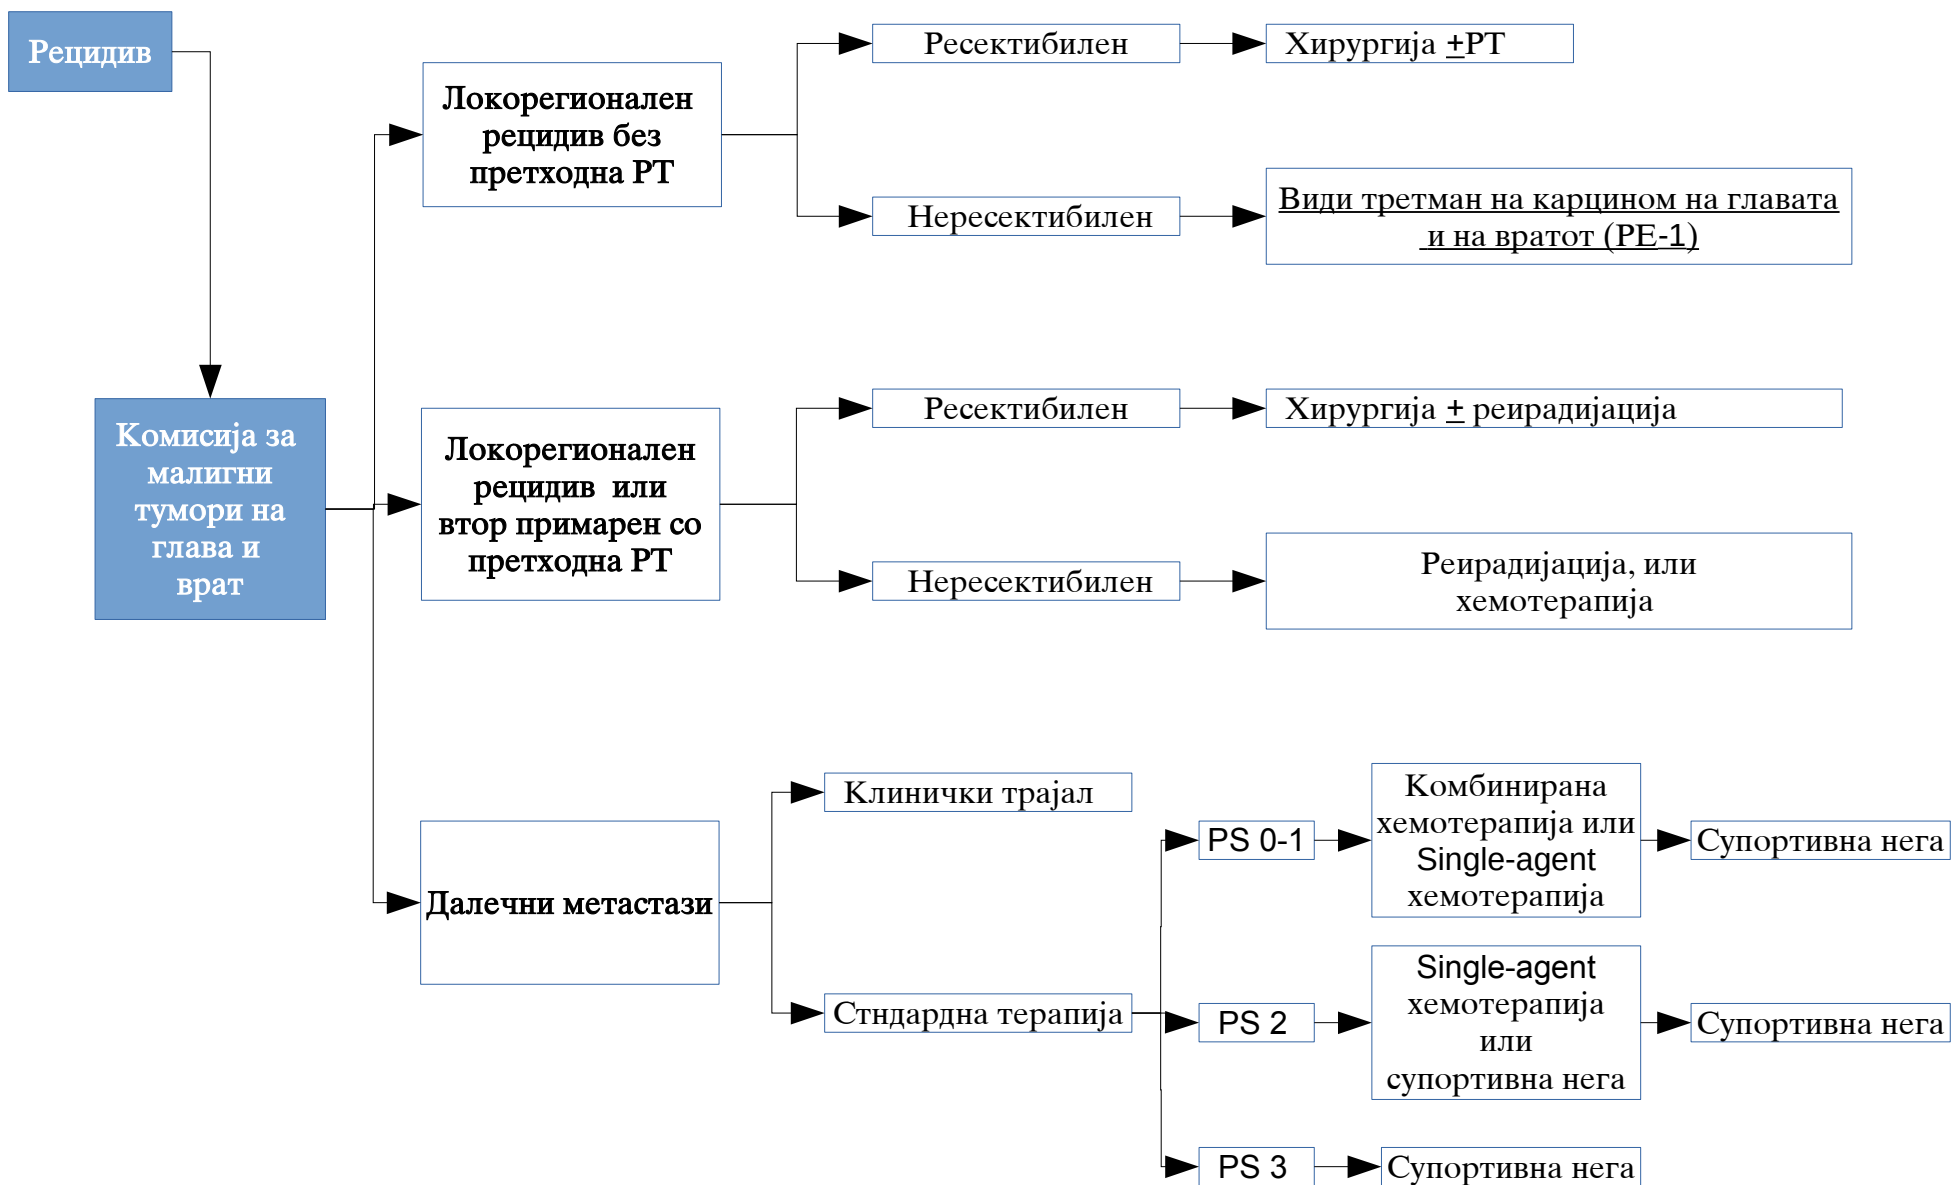 Рецидив
Комисија за
малигни
тумори на
глава и
врат
Локорегионален
рецидив без
претходна РТ
Ресектибилен
Хирургија ±РТ
Нересектибилен
Види третман на карцином на главата
и на вратот (РЕ-1)
Локорегионален
рецидив или
втор примарен со
претходна РТ
Ресектибилен
Хирургија ± реирадијација
Нересектибилен
Реирадијација, или
хемотерапија
Далечни метастази
Клинички трајал
Стндардна терапија
PS 0-1
Комбинирана
хемотерапија или
Single-agent
хемотерапија
Супортивна нега
PS 2
Single-agent
хемотерапија
или
супортивна нега
Супортивна нега
PS 3
Супортивна нега